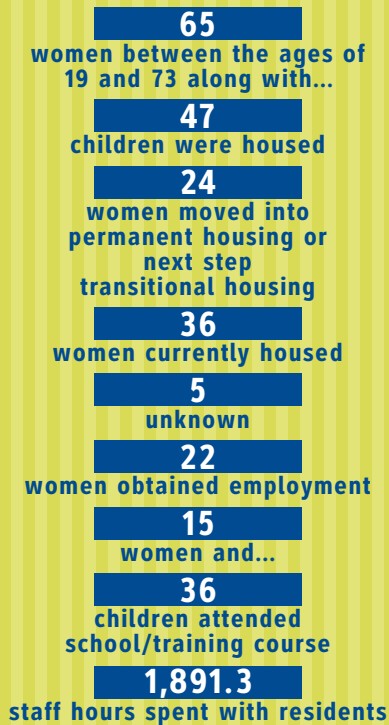 65
women between the ages of
19 and 73 along with...
47
children were housed
24
women moved into
permanent housing or
next step
transitional housing
36
women currently housed
5
unknown
22
women obtained employment
15
women and...
36
children attended
school/training course
1,891.3
staff hours spent with residents